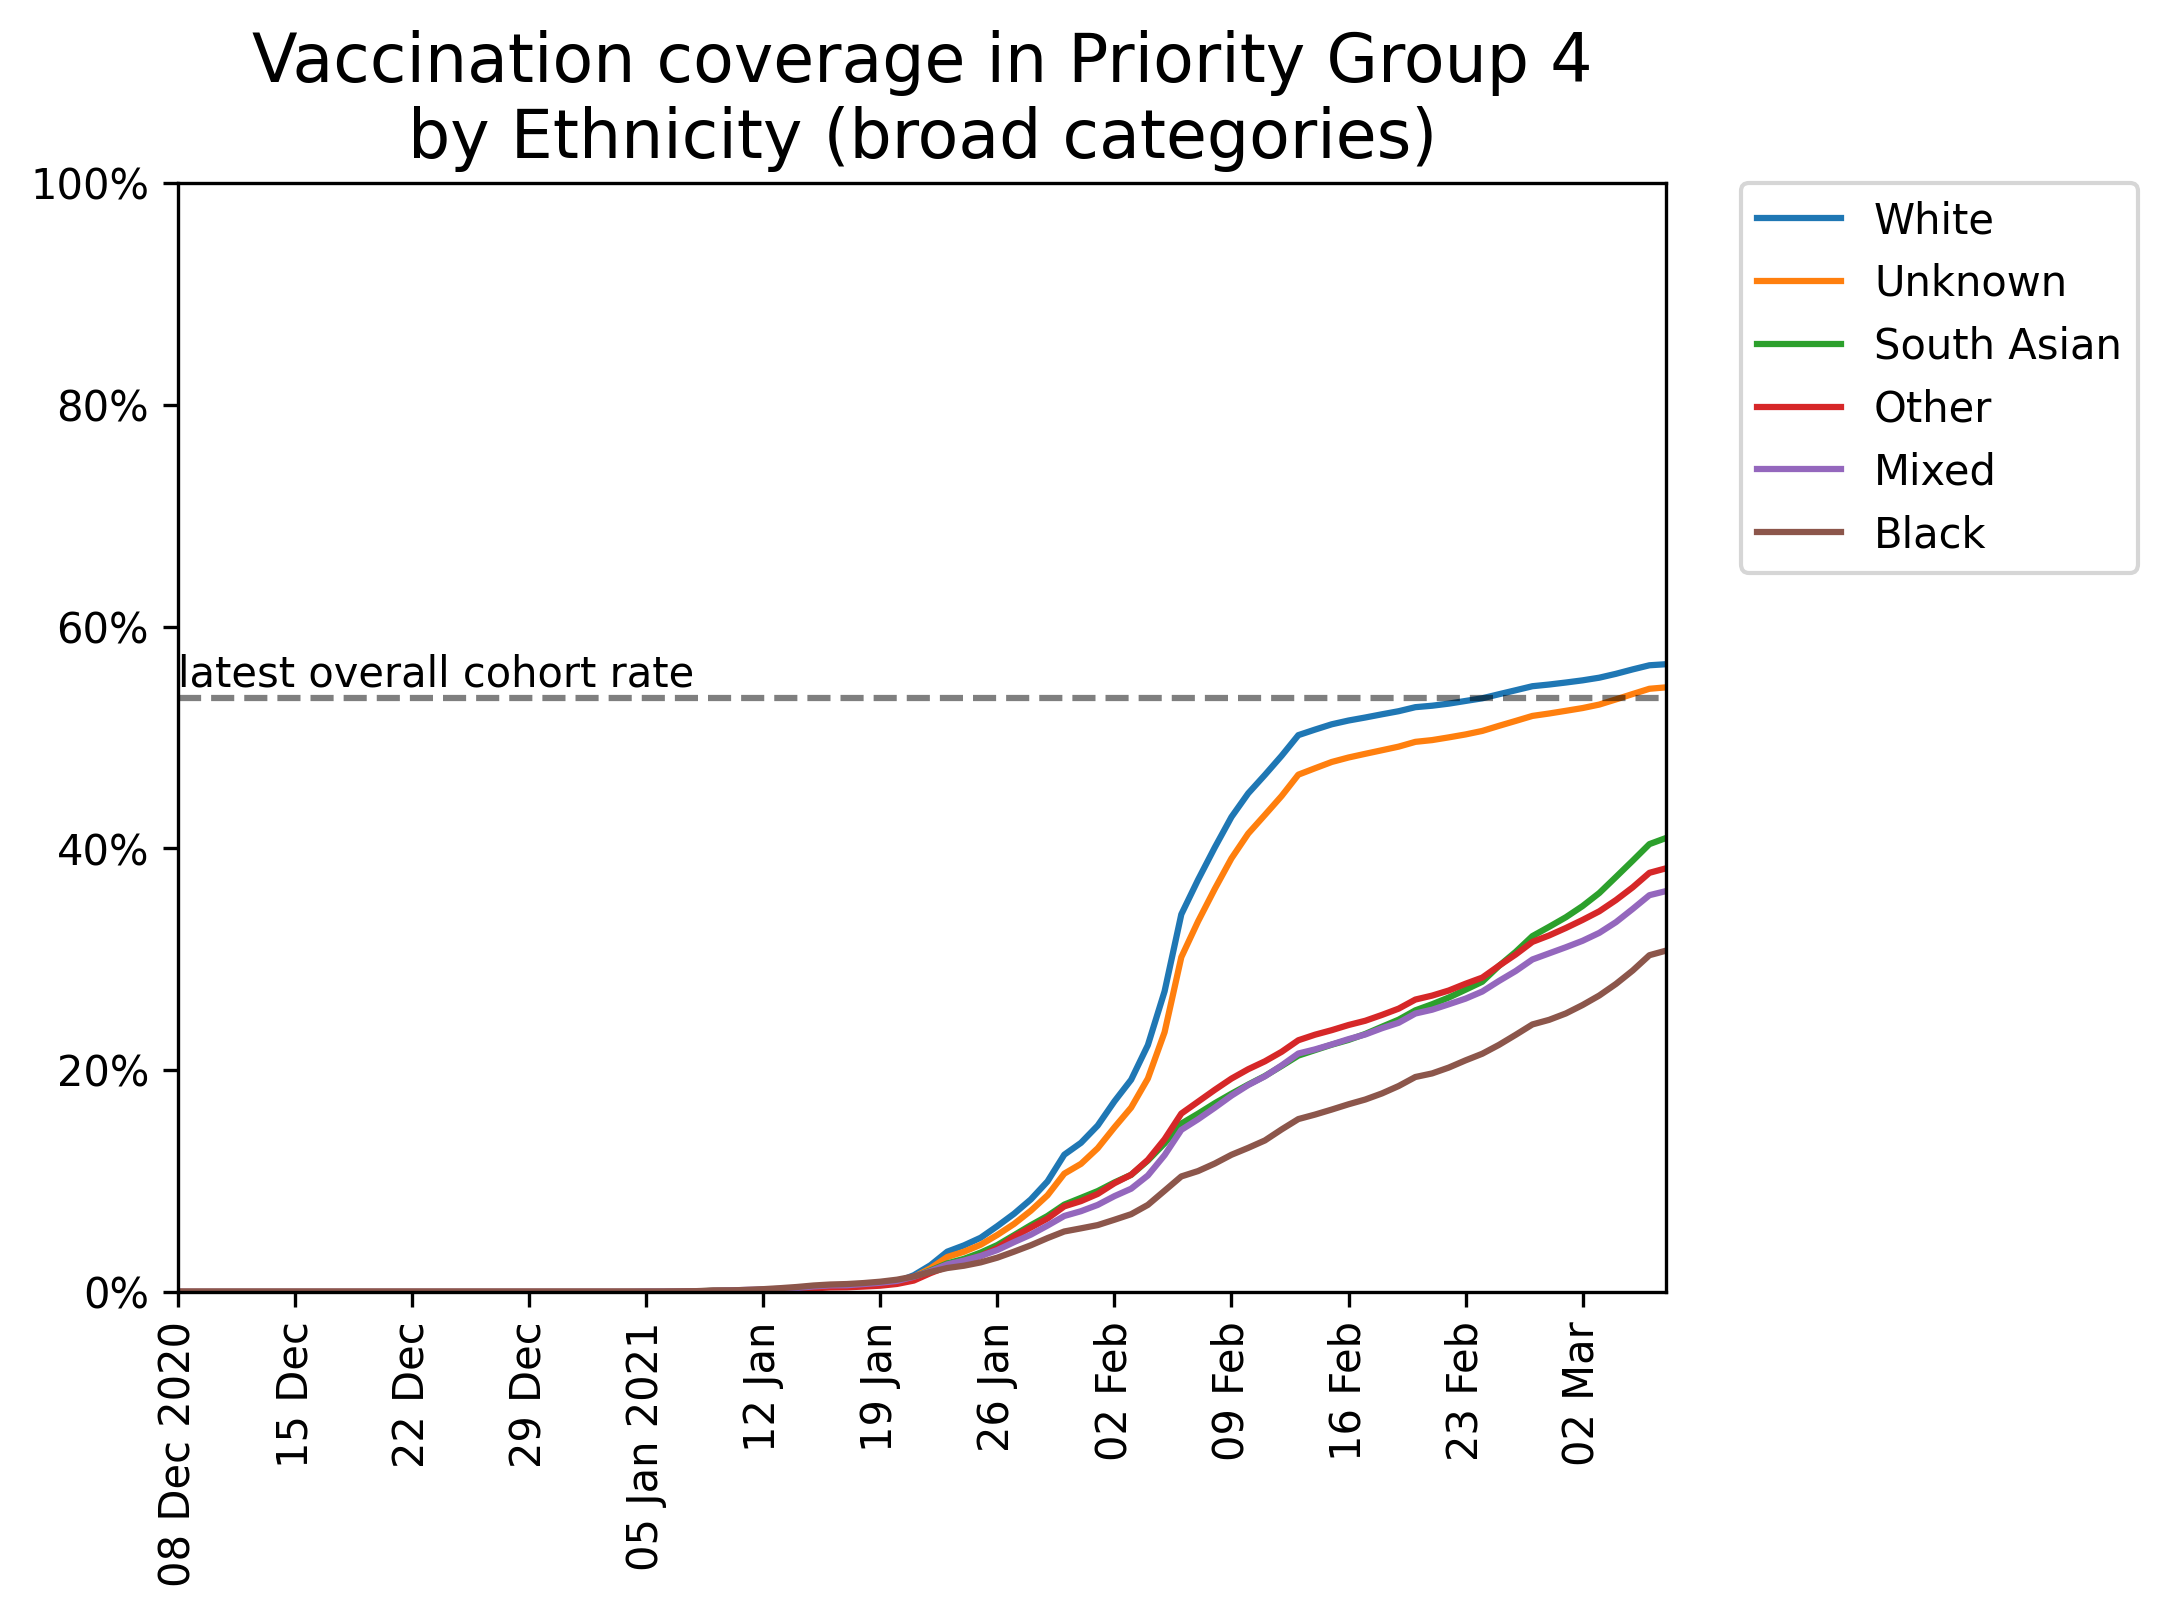 Vaccination coverage in Priority Group 4
by Ethnicity (broad categories)
100%
80%
60%
40%
20%
0%
latest overall cohort rate
White
Unknown
South Asian
Other
Mixed
Black
08 Dec 2020
15 Dec
22 Dec
29 Dec
05 Jan 2021
12 Jan
19 Jan
26 Jan
02 Feb
09 Feb
16 Feb
23 Feb
02 Mar